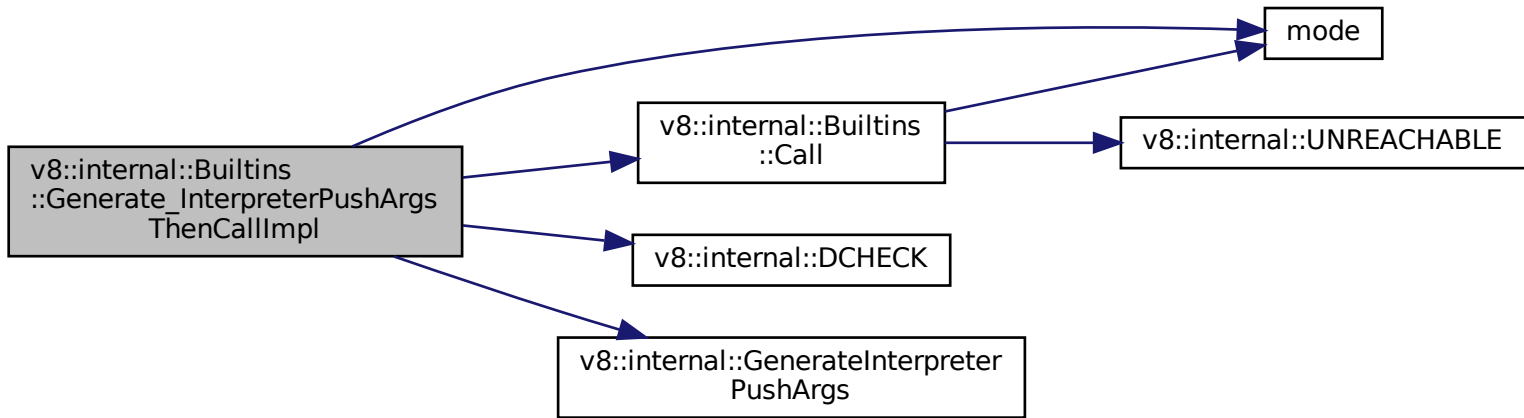 v8::internal::Builtins
::Generate_InterpreterPushArgs
ThenCallImpl
mode
v8::internal::Builtins
::Call
v8::internal::UNREACHABLE
v8::internal::DCHECK
v8::internal::GenerateInterpreter
PushArgs